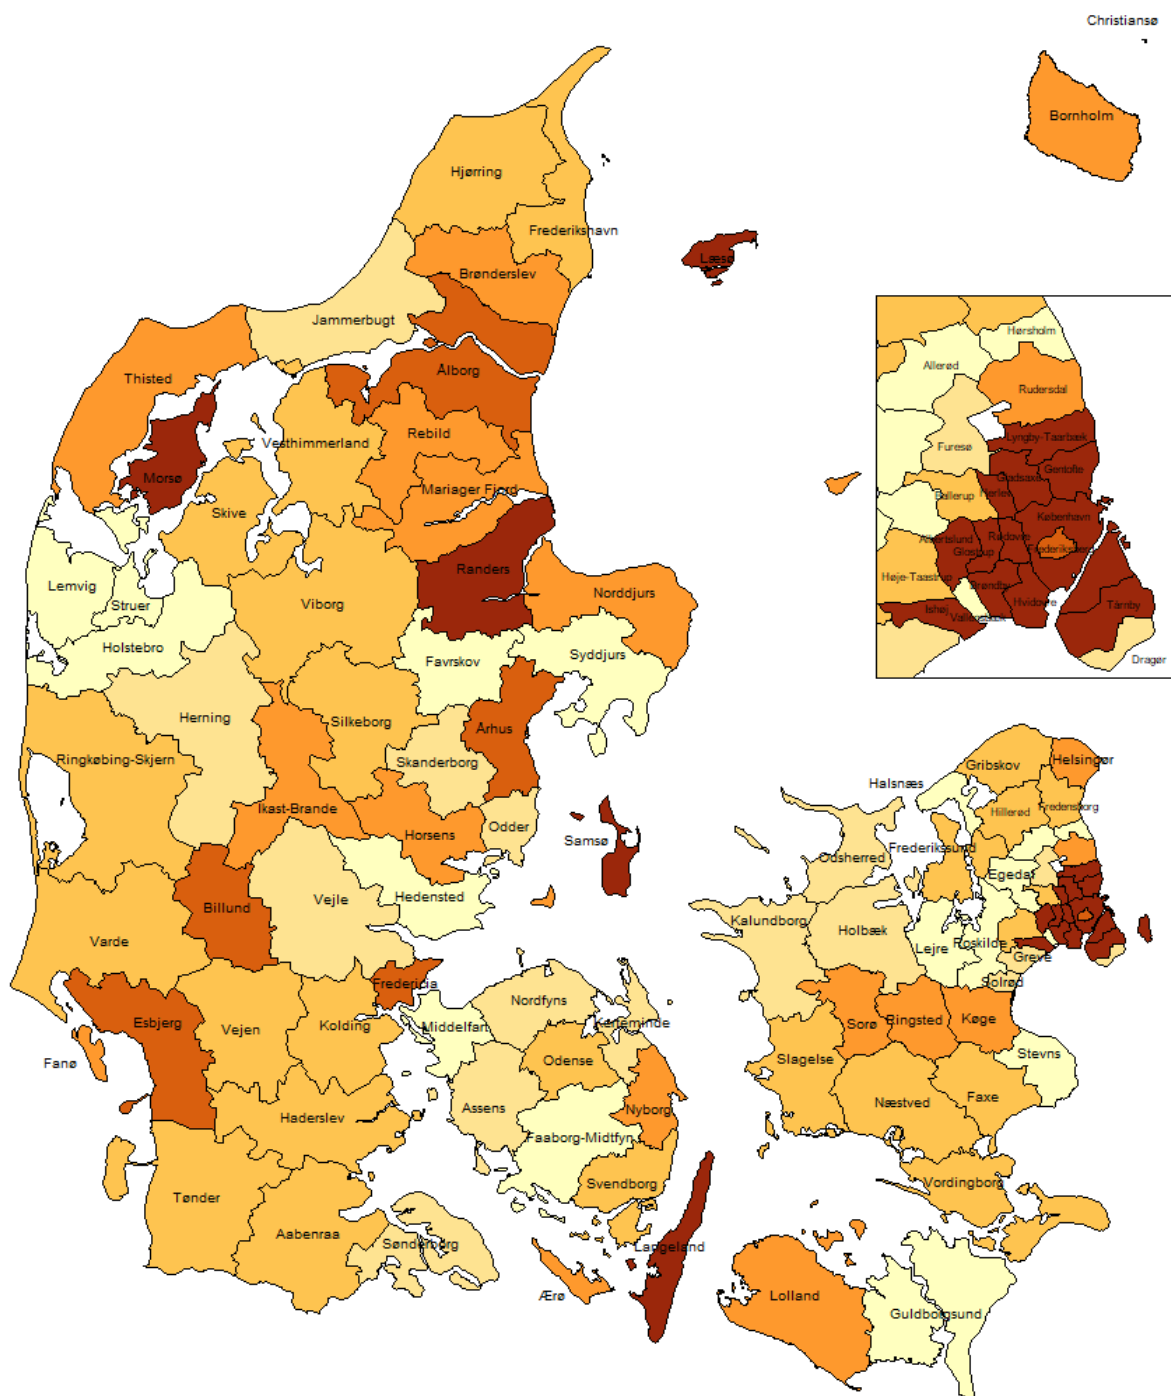 Christiansø
Bornholm
Hjørring
Frederikshavn
Læsø
Brønderslev
Jammerbugt
Thisted
Ålborg
Vesthimmerland
Rebild
Morsø
Mariager Fjord
Skive
Randers
Norddjurs
Lemvig
Struer
Viborg
Holstebro
Favrskov
Syddjurs
Herning
Silkeborg
Århus
Ringkøbing-Skjern
Skanderborg
Ikast-Brande
Horsens
Odder
Samsø
Hedensted
Vejle
Billund
Varde
Fredericia
Esbjerg
Vejen
Kolding
Middelfart
Nordfyns
Kerteminde
Fanø
Odense
Assens
Nyborg
Haderslev
Faaborg-Midtfyn
Svendborg
Tønder
Aabenraa
Sønderborg
Langeland
Ærø
Hørsholm
Allerød
Rudersdal
Furesø
Lyngby-Taarbæk
Gladsaxe
Gentofte
Ballerup
Herlev
København
Albertslund
Rødovre
Glostrup
Frederiksberg
Høje-Taastrup
Brøndby
Hvidovre
Ishøj
Vallensbæk
Tårnby
Dragør
Helsingør
Gribskov
Halsnæs
Hillerød
Fredensborg
Frederikssund
Odsherred
Egedal
Kalundborg
Holbæk
Lejre
Roskilde
Greve
Solrød
Sorø
Ringsted
Køge
Stevns
Slagelse
Næstved
Faxe
Vordingborg
Lolland
Guldborgsund